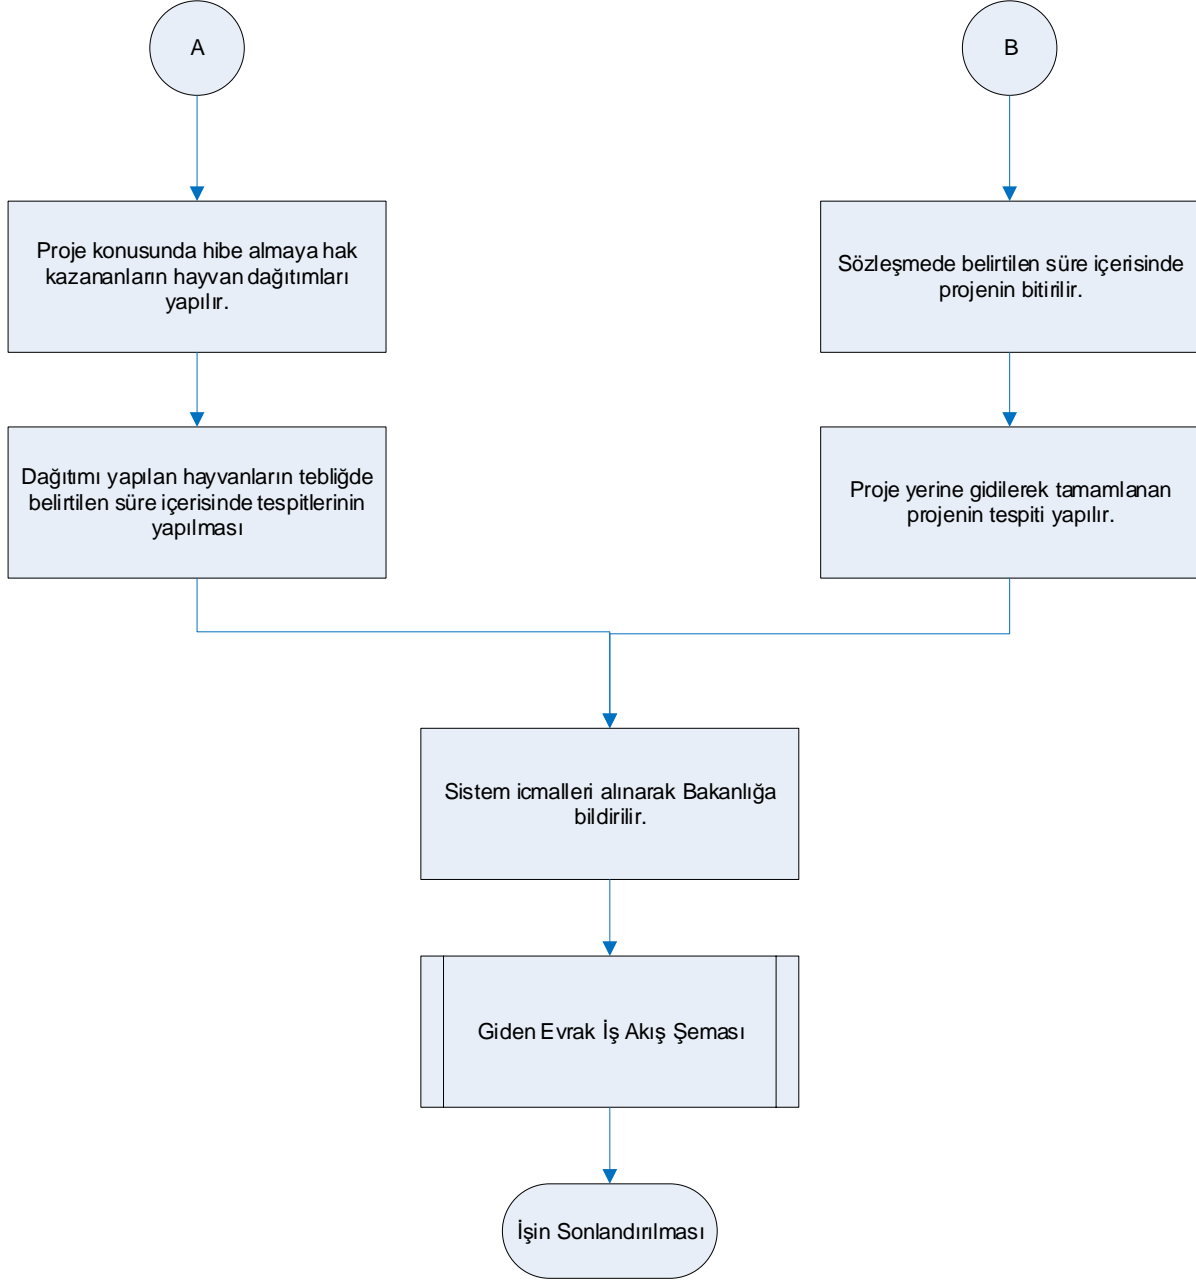 A
B
Proje konusunda hibe almaya hak
kazananların hayvan dağıtımları
yapılır.
Sözleşmede belirtilen süre içerisinde
projenin bitirilir.
Dağıtımı yapılan hayvanların tebliğde
belirtilen süre içerisinde tespitlerinin
yapılması
Proje yerine gidilerek tamamlanan
projenin tespiti yapılır.
Sistem icmalleri alınarak Bakanlığa
bildirilir.
Giden Evrak İş Akış Şeması
İşin Sonlandırılması